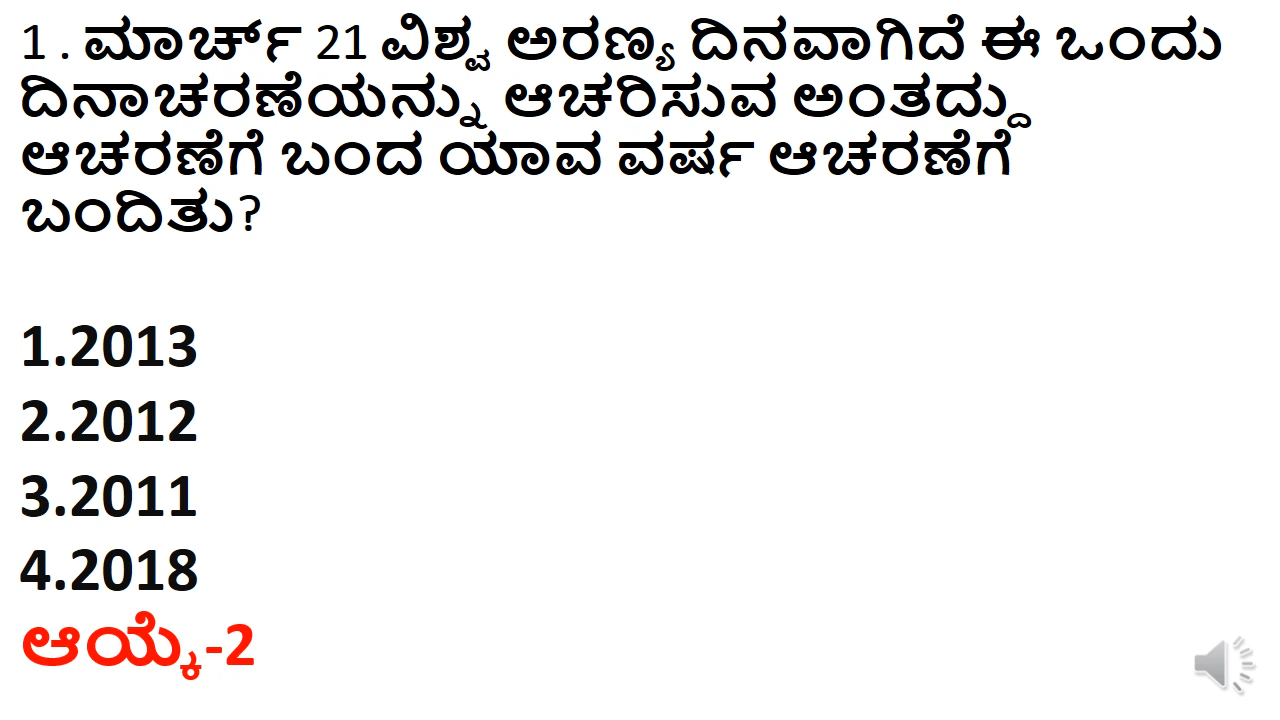 1 . ಮಾರ್ಚ್ 21 ವಿಶ್ವ ಅರಣ್ಯ ದಿನವಾಗಿದೆ ಈ ಒಂದು
ದಿನಾಚರಣೆಯನ್ನು ಆಚರಿಸುವ ಅಂತದ್ದು
ಆಚರಣೆಗೆ ಬಂದ ಯಾವ ವರ್ಷ ಆಚರಣೆಗೆ
ಬಂದಿತು?
1.2013
2.2012
3.2011
4.2018
ಆಯ್ಕೆ-2